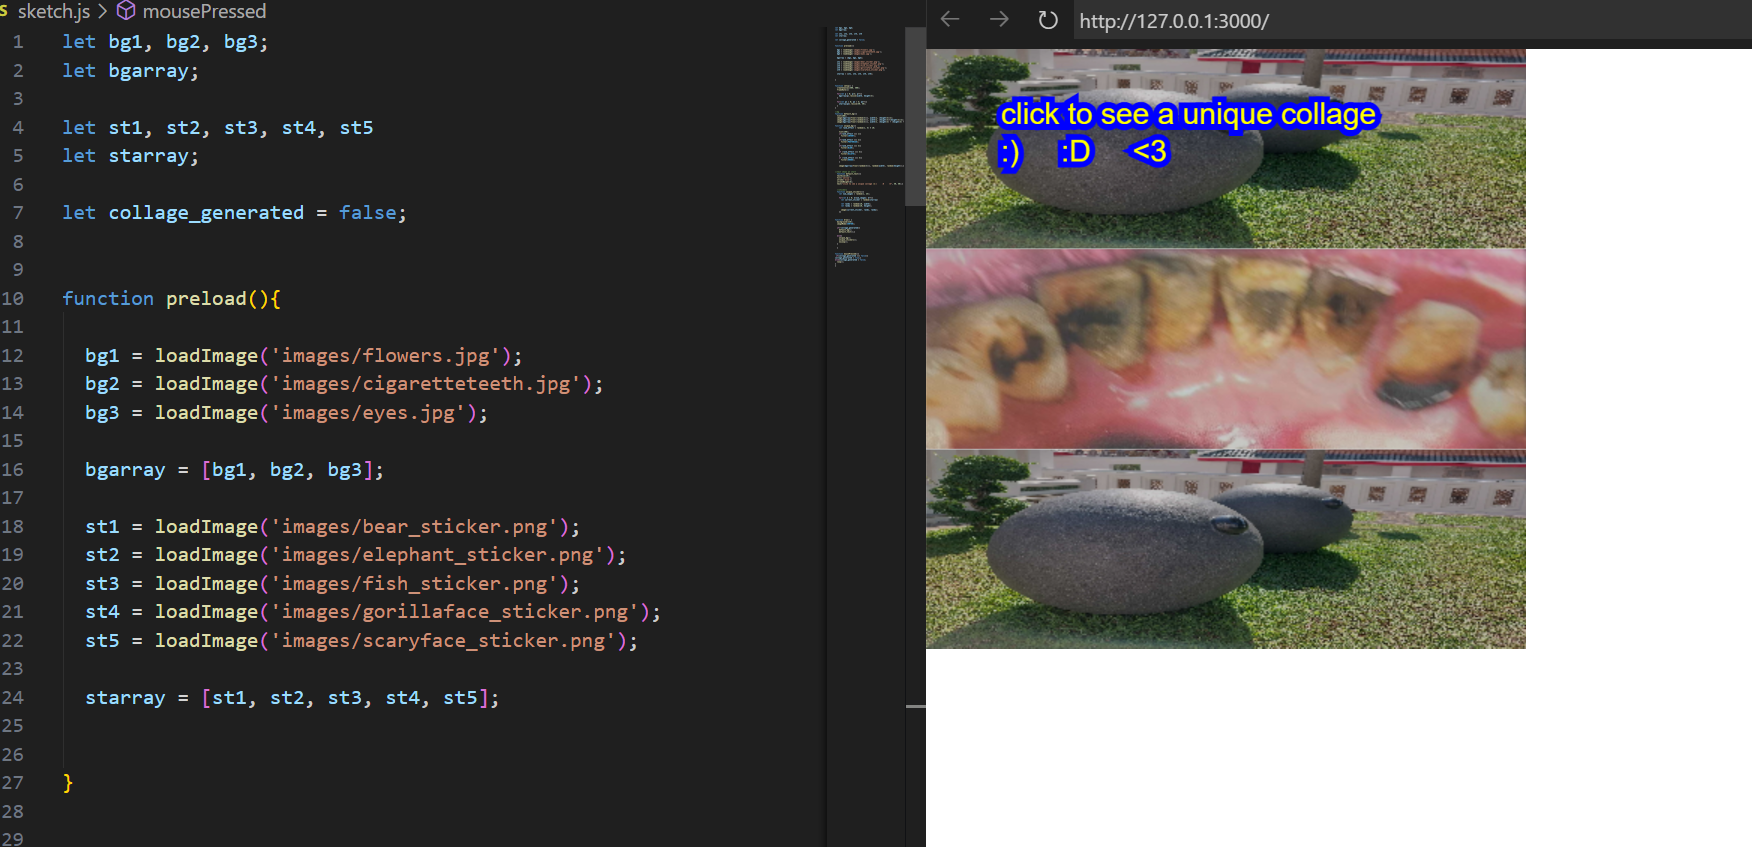 sketch.js > mousePressed
1 let bg1, bg2, bg3;
2 let bgarray;
3
4 let st1, st2, st3, st4, st5
5 let starray;
6
7 let collage_generated = false;
8
9
10 function preload(){
11
12 bg1 = loadImage('images/flowers.jpg');
13 bg2 = loadImage('images/cigaretteteeth.jpg');
14 bg3 = loadImage('images/eyes.jpg');
15
16 bgarray = [bg1, bg2, bg3];
17
18 st1 = loadImage('images/bear_sticker.png');
19 st2 = loadImage('images/elephant_sticker.png');
20 st3 = loadImage('images/fish_sticker.png');
21 st4 = loadImage('images/gorillaface_sticker.png');
22 st5 = loadImage('images/scaryface_sticker.png');
23
24 starray = [st1, st2, st3, st4, st5];
25
26
27 }
28
29
http://127.0.0.1:3000/
click to see a unique collage
:) :D <3